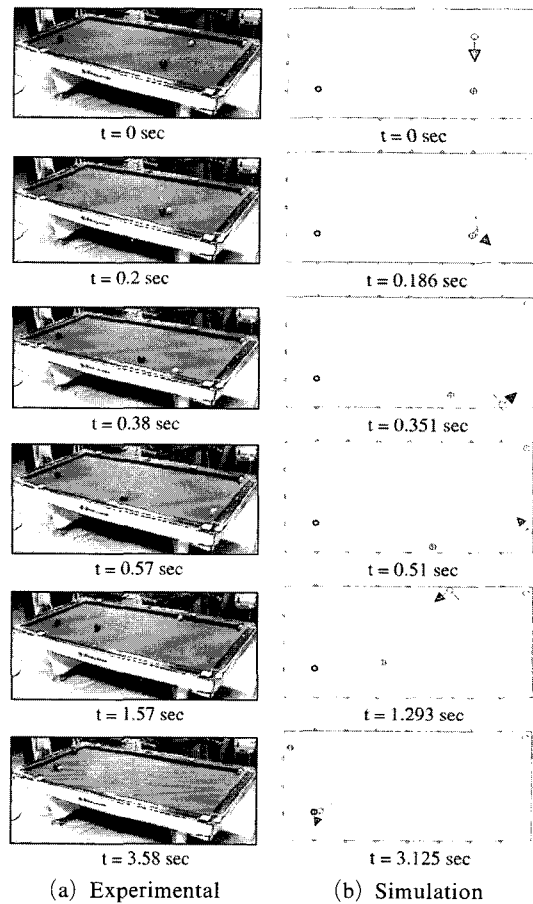 t = 0 sec
t = 0 sec
t = 0.2 sec
t = 0.186 sec
t = 0.38 sec
t = 0.351 sec
t = 0.57 sec
t = 0.51 sec
t = 1.57 sec
t = 1.293 sec
t = 3.58 sec
t = 3.125 sec
(a) Experimental
(b) Simulation